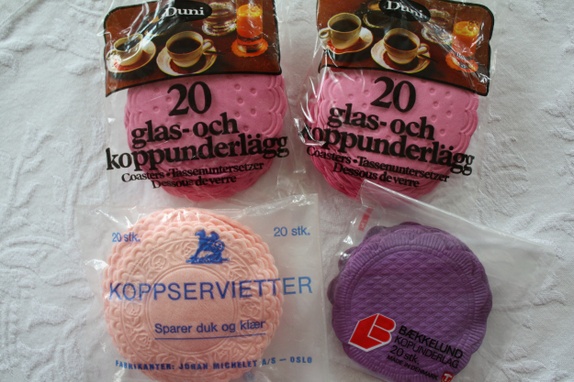 Duni
20
glas-och
koppunderlägg
Coasters · Tassenuntersetzer
Dessous de verre
Duni
20
glas-och
koppunderlägg
Coasters · Tassenuntersetzer
Dessous de verre
20 stk.
20 stk.
KOPPSERVIETTER
Sparer duk og klær
FABRIKANTER: JOHAN MICHELET A/S – OSLO
BÆKKELUND
KOPUNDERLAG
20 stk.